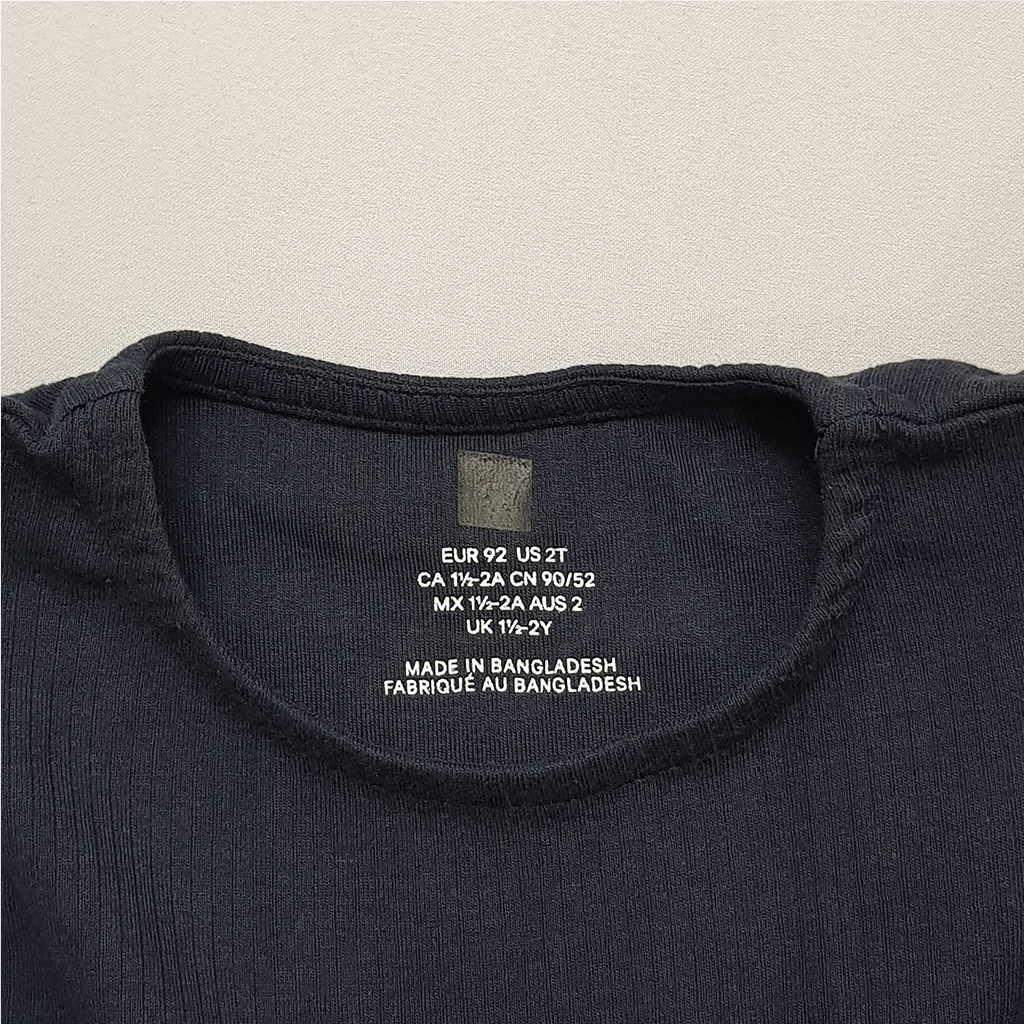 EUR 92 US 2T
CA 1½-2A CN 90/52
MX 1½-2A AUS 2
UK 1½-2Y
MADE IN BANGLADESH
FABRIQUÉ AU BANGLADESH